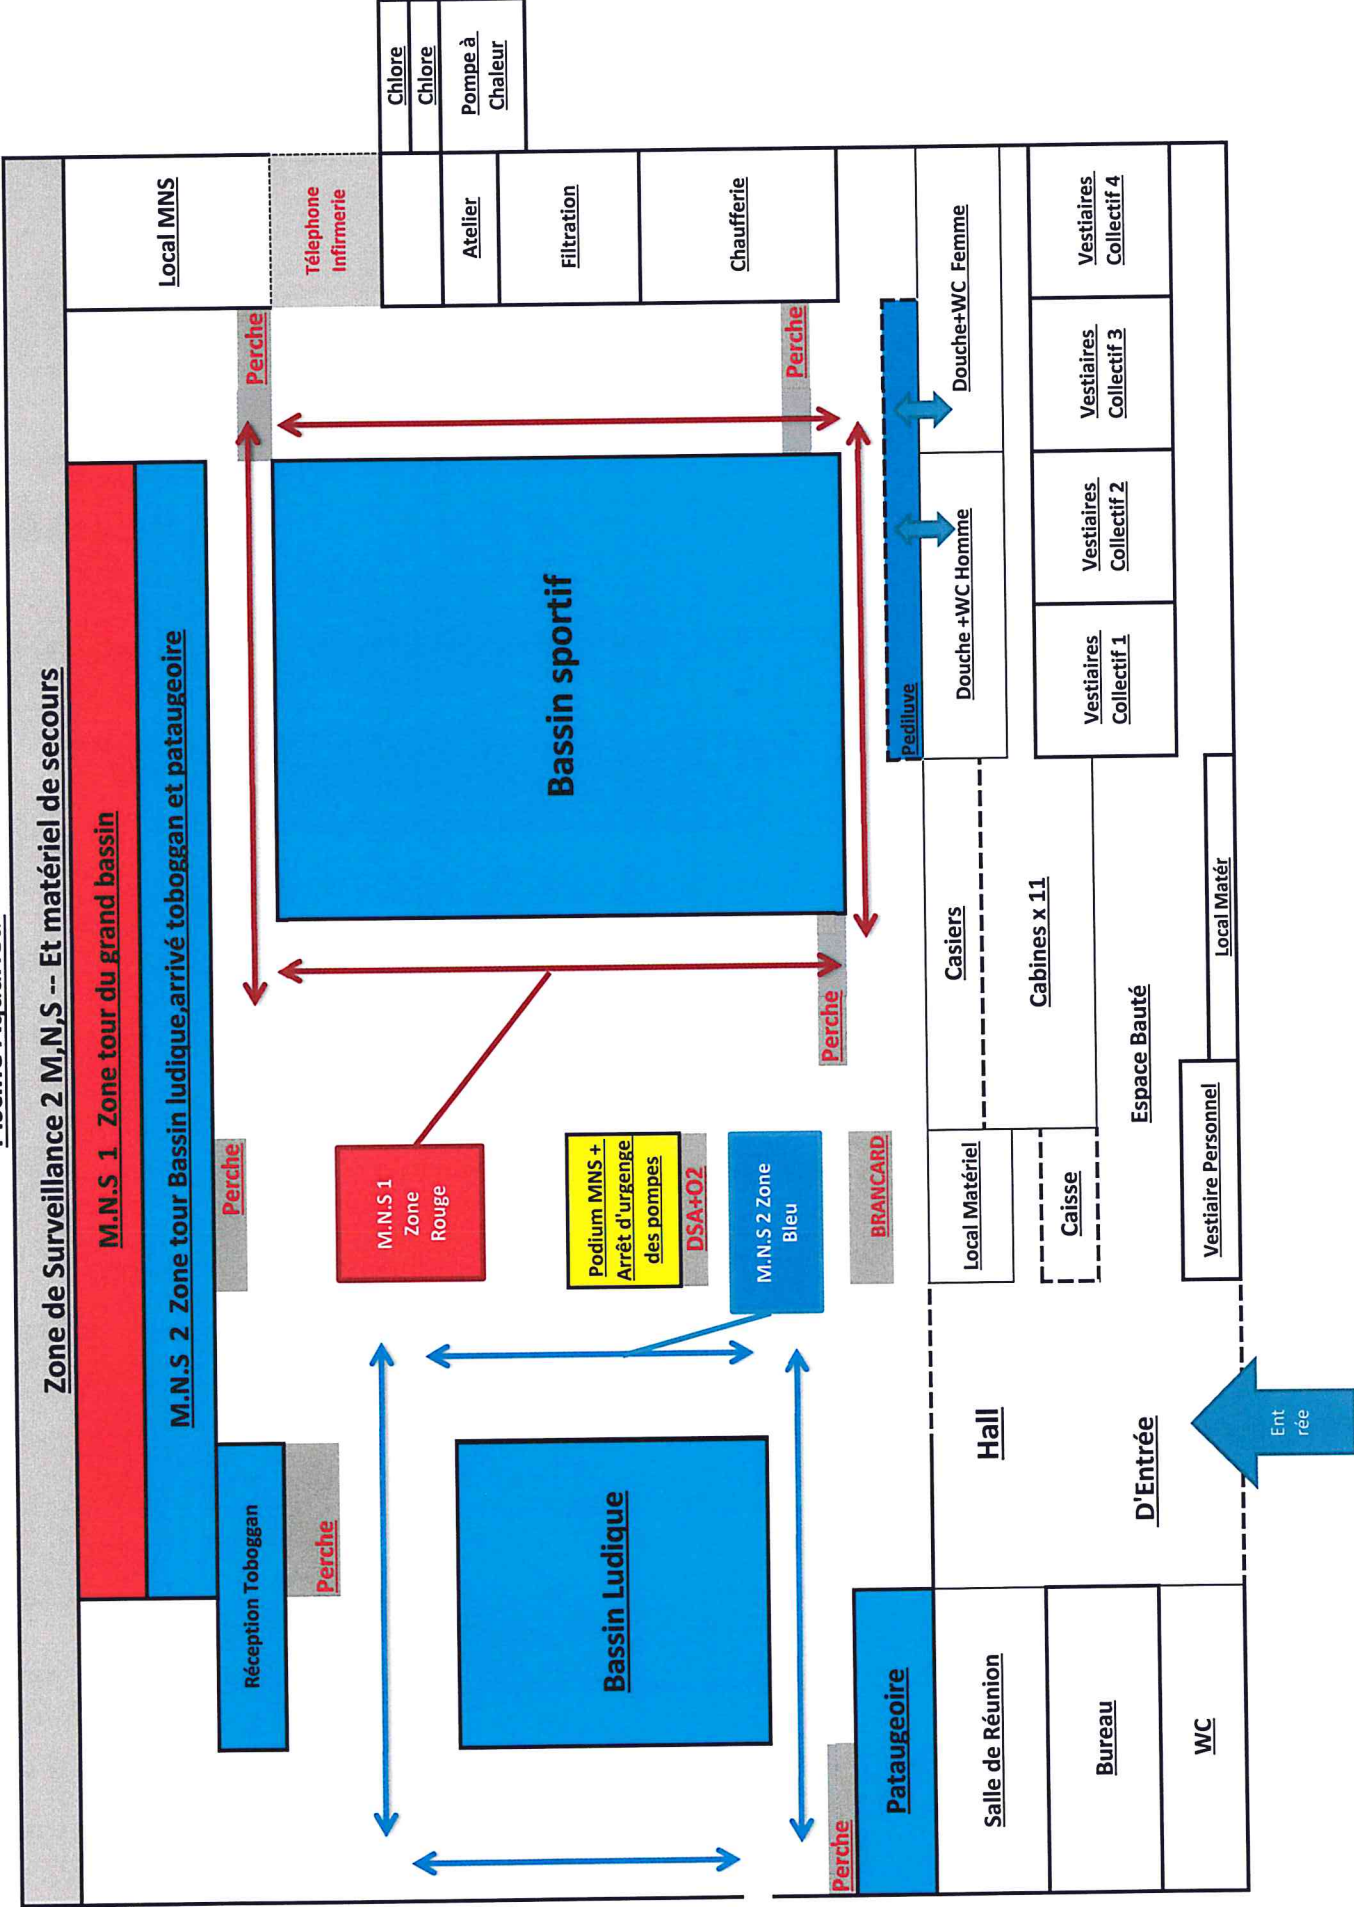 Zone de Surveillance 2 M,N,S -- Et matériel de secours
M.N.S 1 Zone tour du grand bassin
M.N.S 2 Zone tour Bassin ludique,arrivé toboggan et pataugeoire
Réception Toboggan
Perche
Perche
Perche
Local MNS
Télephone
Infirmerie
Chlore
Chlore
Pompe à
Chaleur
Atelier
Filtration
Chaufferie
M.N.S 1
Zone
Rouge
Podium MNS +
Arrêt d'urgenge
des pompes
DSA+O2
M.N.S 2 Zone
Bleu
BRANCARD
Bassin Ludique
Bassin sportif
Perche
Perche
Perche
Pataugeoire
Pediluve
Salle de Réunion
Bureau
WC
Hall
D'Entrée
Ent
rée
Local Matériel
Caisse
Casiers
Cabines x 11
Espace Bauté
Vestiaire Personnel
Local Matér
Douche +WC Homme
Douche+WC Femme
Vestiaires
Collectif 1
Vestiaires
Collectif 2
Vestiaires
Collectif 3
Vestiaires
Collectif 4